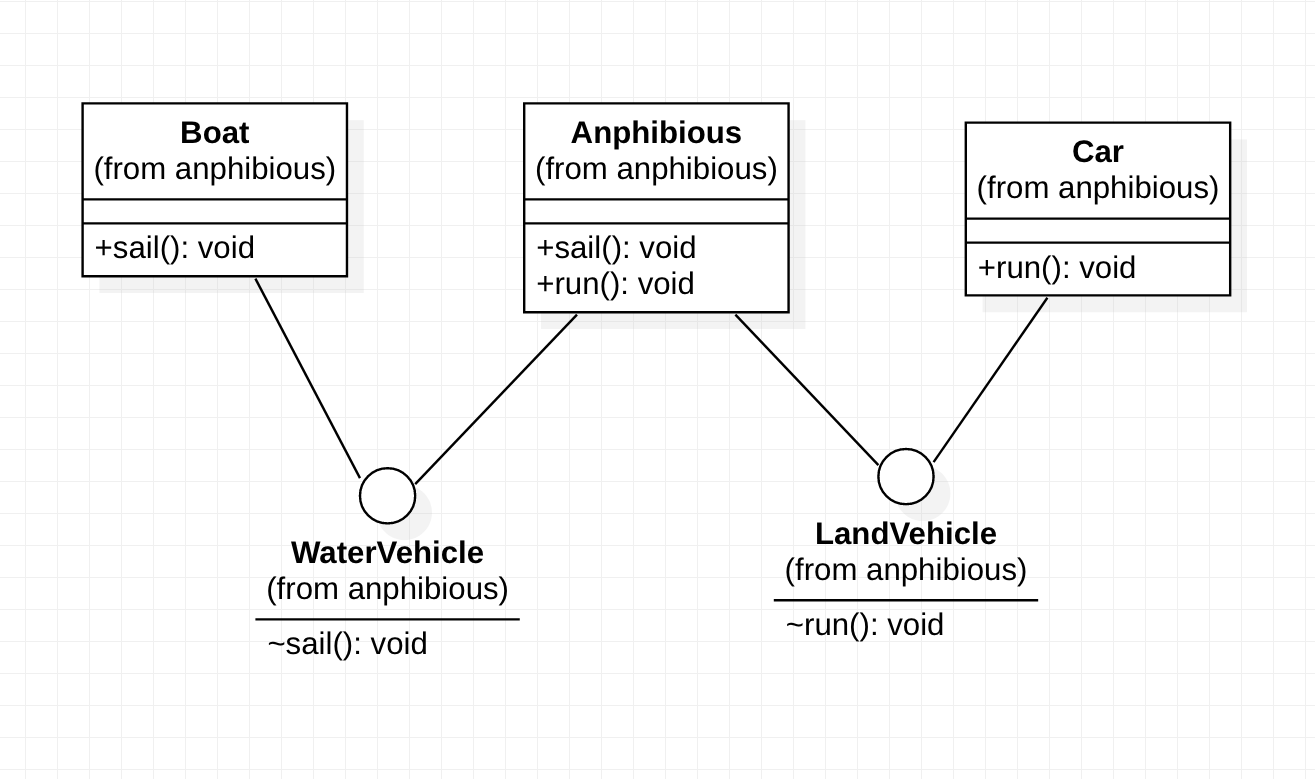 Boat
(from anphibious)
+sail(): void
Anphibious
(from anphibious)
+sail(): void
+run(): void
Car
(from anphibious)
+run(): void
WaterVehicle
(from anphibious)
~sail(): void
LandVehicle
(from anphibious)
~run(): void